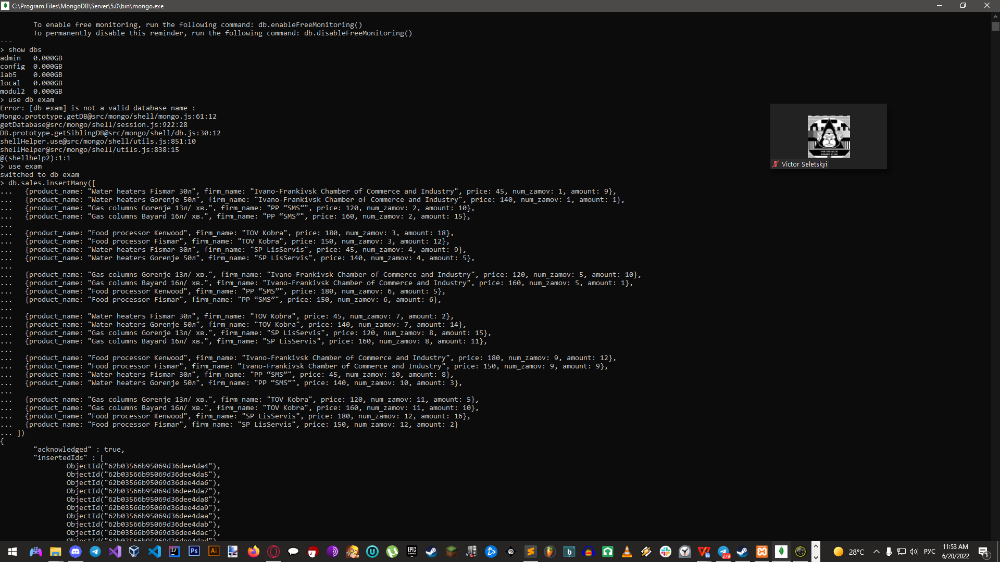 C:\Program Files\MongoDB\Server\5.0\bin\mongo.exe
To enable free monitoring, run the following command: db.enableFreeMonitoring()
To permanently disable this reminder, run the following command: db.disableFreeMonitoring()
---
> show dbs
admin   0.000GB
config  0.000GB
lab5    0.000GB
local   0.000GB
modul2  0.000GB
> use db exam
Error: [db exam] is not a valid database name :
Mongo.prototype.getDB@src/mongo/shell/mongo.js:61:12
getDatabase@src/mongo/shell/session.js:922:28
DB.prototype.getSiblingDB@src/mongo/shell/db.js:30:12
shellHelper.use@src/mongo/shell/utils.js:851:10
shellHelper@src/mongo/shell/utils.js:838:15
@(shellhelp2):1:1
> use exam
switched to db exam
> db.sales.insertMany([
...   {product_name: "Water heaters Fismar 30л", firm_name: "Ivano-Frankivsk Chamber of Commerce and Industry", price: 45, num_zamov: 1, amount: 9},
...   {product_name: "Water heaters Gorenje 50л", firm_name: "Ivano-Frankivsk Chamber of Commerce and Industry", price: 140, num_zamov: 1, amount: 1},
...   {product_name: "Gas columns Gorenje 13л/ хв.", firm_name: "PP “SMS”", price: 120, num_zamov: 2, amount: 10},
...   {product_name: "Gas columns Bayard 16л/ хв.", firm_name: "PP “SMS”", price: 160, num_zamov: 2, amount: 15},
...
...   {product_name: "Food processor Kenwood", firm_name: "TOV Kobra", price: 180, num_zamov: 3, amount: 18},
...   {product_name: "Food processor Fismar", firm_name: "TOV Kobra", price: 150, num_zamov: 3, amount: 12},
...   {product_name: "Water heaters Fismar 30л", firm_name: "SP LisServis", price: 45, num_zamov: 4, amount: 9},
...   {product_name: "Water heaters Gorenje 50л", firm_name: "SP LisServis", price: 140, num_zamov: 4, amount: 5},
...
...   {product_name: "Gas columns Gorenje 13л/ хв.", firm_name: "Ivano-Frankivsk Chamber of Commerce and Industry", price: 120, num_zamov: 5, amount: 10},
...   {product_name: "Gas columns Bayard 16л/ хв.", firm_name: "Ivano-Frankivsk Chamber of Commerce and Industry", price: 160, num_zamov: 5, amount: 1},
...   {product_name: "Food processor Kenwood", firm_name: "PP “SMS”", price: 180, num_zamov: 6, amount: 5},
...   {product_name: "Food processor Fismar", firm_name: "PP “SMS”", price: 150, num_zamov: 6, amount: 6},
...
...   {product_name: "Water heaters Fismar 30л", firm_name: "TOV Kobra", price: 45, num_zamov: 7, amount: 2},
...   {product_name: "Water heaters Gorenje 50л", firm_name: "TOV Kobra", price: 140, num_zamov: 7, amount: 14},
...   {product_name: "Gas columns Gorenje 13л/ хв.", firm_name: "SP LisServis", price: 120, num_zamov: 8, amount: 15},
...   {product_name: "Gas columns Bayard 16л/ хв.", firm_name: "SP LisServis", price: 160, num_zamov: 8, amount: 11},
...
...   {product_name: "Food processor Kenwood", firm_name: "Ivano-Frankivsk Chamber of Commerce and Industry", price: 180, num_zamov: 9, amount: 12},
...   {product_name: "Food processor Fismar", firm_name: "Ivano-Frankivsk Chamber of Commerce and Industry", price: 150, num_zamov: 9, amount: 9},
...   {product_name: "Water heaters Fismar 30л", firm_name: "PP “SMS”", price: 45, num_zamov: 10, amount: 8},
...   {product_name: "Water heaters Gorenje 50л", firm_name: "PP “SMS”", price: 140, num_zamov: 10, amount: 3},
...
...   {product_name: "Gas columns Gorenje 13л/ хв.", firm_name: "TOV Kobra", price: 120, num_zamov: 11, amount: 5},
...   {product_name: "Gas columns Bayard 16л/ хв.", firm_name: "TOV Kobra", price: 160, num_zamov: 11, amount: 10},
...   {product_name: "Food processor Kenwood", firm_name: "SP LisServis", price: 180, num_zamov: 12, amount: 16},
...   {product_name: "Food processor Fismar", firm_name: "SP LisServis", price: 150, num_zamov: 12, amount: 2}
... ])
{
"acknowledged" : true,
"insertedIds" : [
ObjectId("62b03566b95069d36dee4da4"),
ObjectId("62b03566b95069d36dee4da5"),
ObjectId("62b03566b95069d36dee4da6"),
ObjectId("62b03566b95069d36dee4da7"),
ObjectId("62b03566b95069d36dee4da8"),
ObjectId("62b03566b95069d36dee4da9"),
ObjectId("62b03566b95069d36dee4daa"),
ObjectId("62b03566b95069d36dee4dab"),
ObjectId("62b03566b95069d36dee4dac"),
ObjectId("62b03566b95069d36dee4dad"),
Victor Seletskyi
IJ
Ps
Ai
EPIC GAMES
279
28°C
РУС
11:53 AM
6/20/2022
1